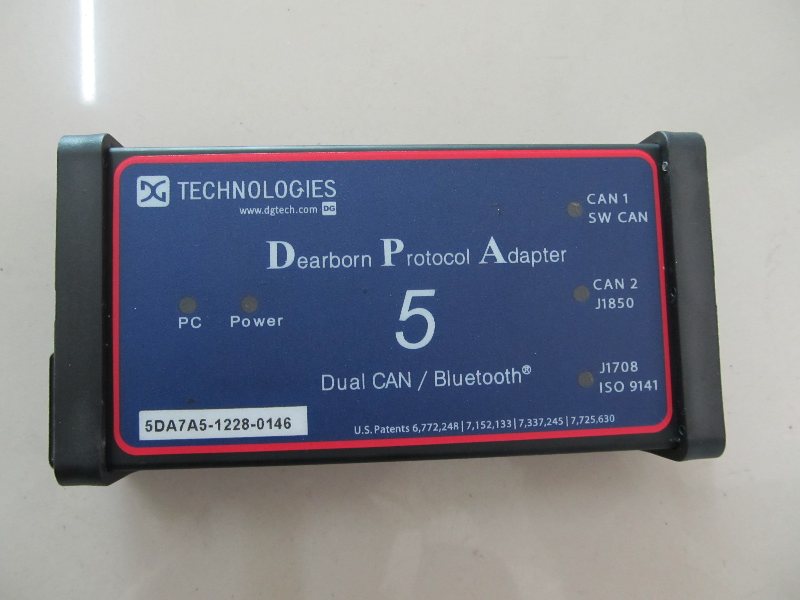 DG TECHNOLOGIES
www.dgtech.com DG
CAN 1
SW CAN
Dearborn Protocol Adapter
5
CAN 2
J1850
PC
Power
Dual CAN / Bluetooth®
J1708
ISO 9141
5DA7A5-1228-0146
U.S. Patents 6,772,248 | 7,152,133 | 7,337,245 | 7,725,630